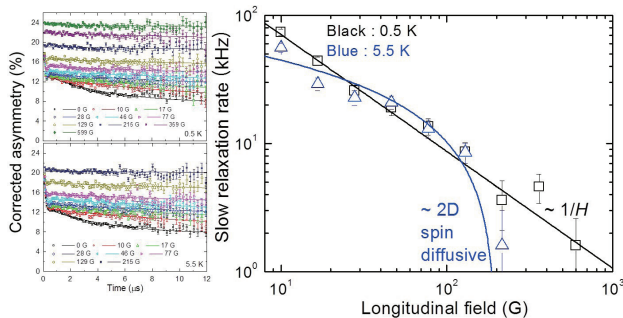 Corrected asymmetry (%)
24
20
16
12
8
0 G 10 G 17 G
28 G 46 G 77 G
129 G 215 G 359 G
599 G
0.5 K
24
20
16
12
8
4
0
0 G 10 G 17 G
28 G 46 G 77 G
129 G 215 G
5.5 K
0 2 4 6 8 10 12
Time (μs)
Slow relaxation rate (kHz)
10²
10¹
10⁰
Black : 0.5 K
Blue : 5.5 K
~ 2D
spin
diffusive
~ 1/H
10¹ 10² 10³
Longitudinal field (G)